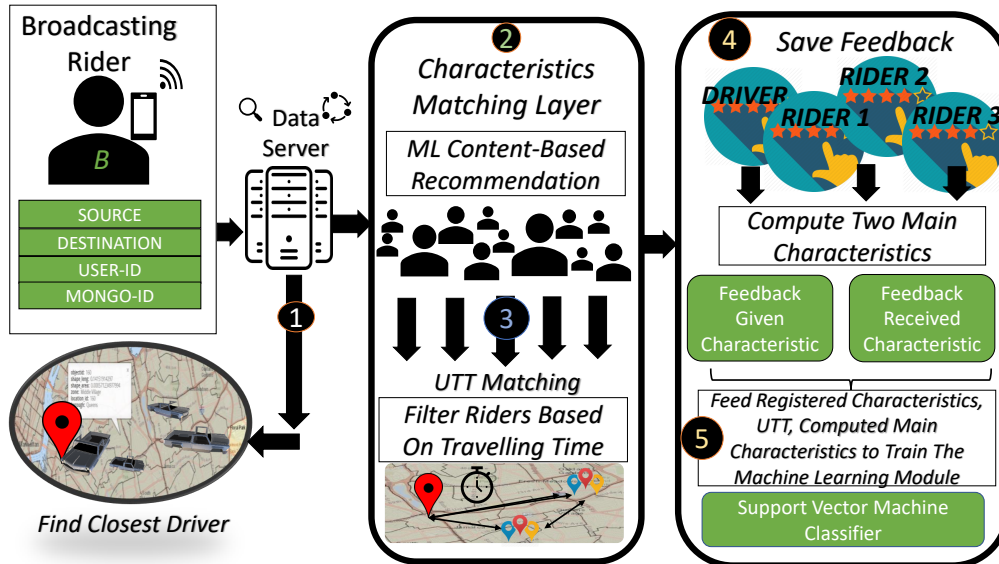 Broadcasting
Rider
B
SOURCE
DESTINATION
USER-ID
MONGO-ID
Data
Server
1
Find Closest Driver
2
Characteristics
Matching Layer
ML Content-Based
Recommendation
3
UTT Matching
Filter Riders Based
On Travelling Time
4
Save Feedback
DRIVER
RIDER 1
RIDER 2
RIDER 3
Compute Two Main
Characteristics
Feedback
Given
Characteristic
Feedback
Received
Characteristic
5
Feed Registered Characteristics,
UTT, Computed Main
Characteristics to Train The
Machine Learning Module
Support Vector Machine
Classifier